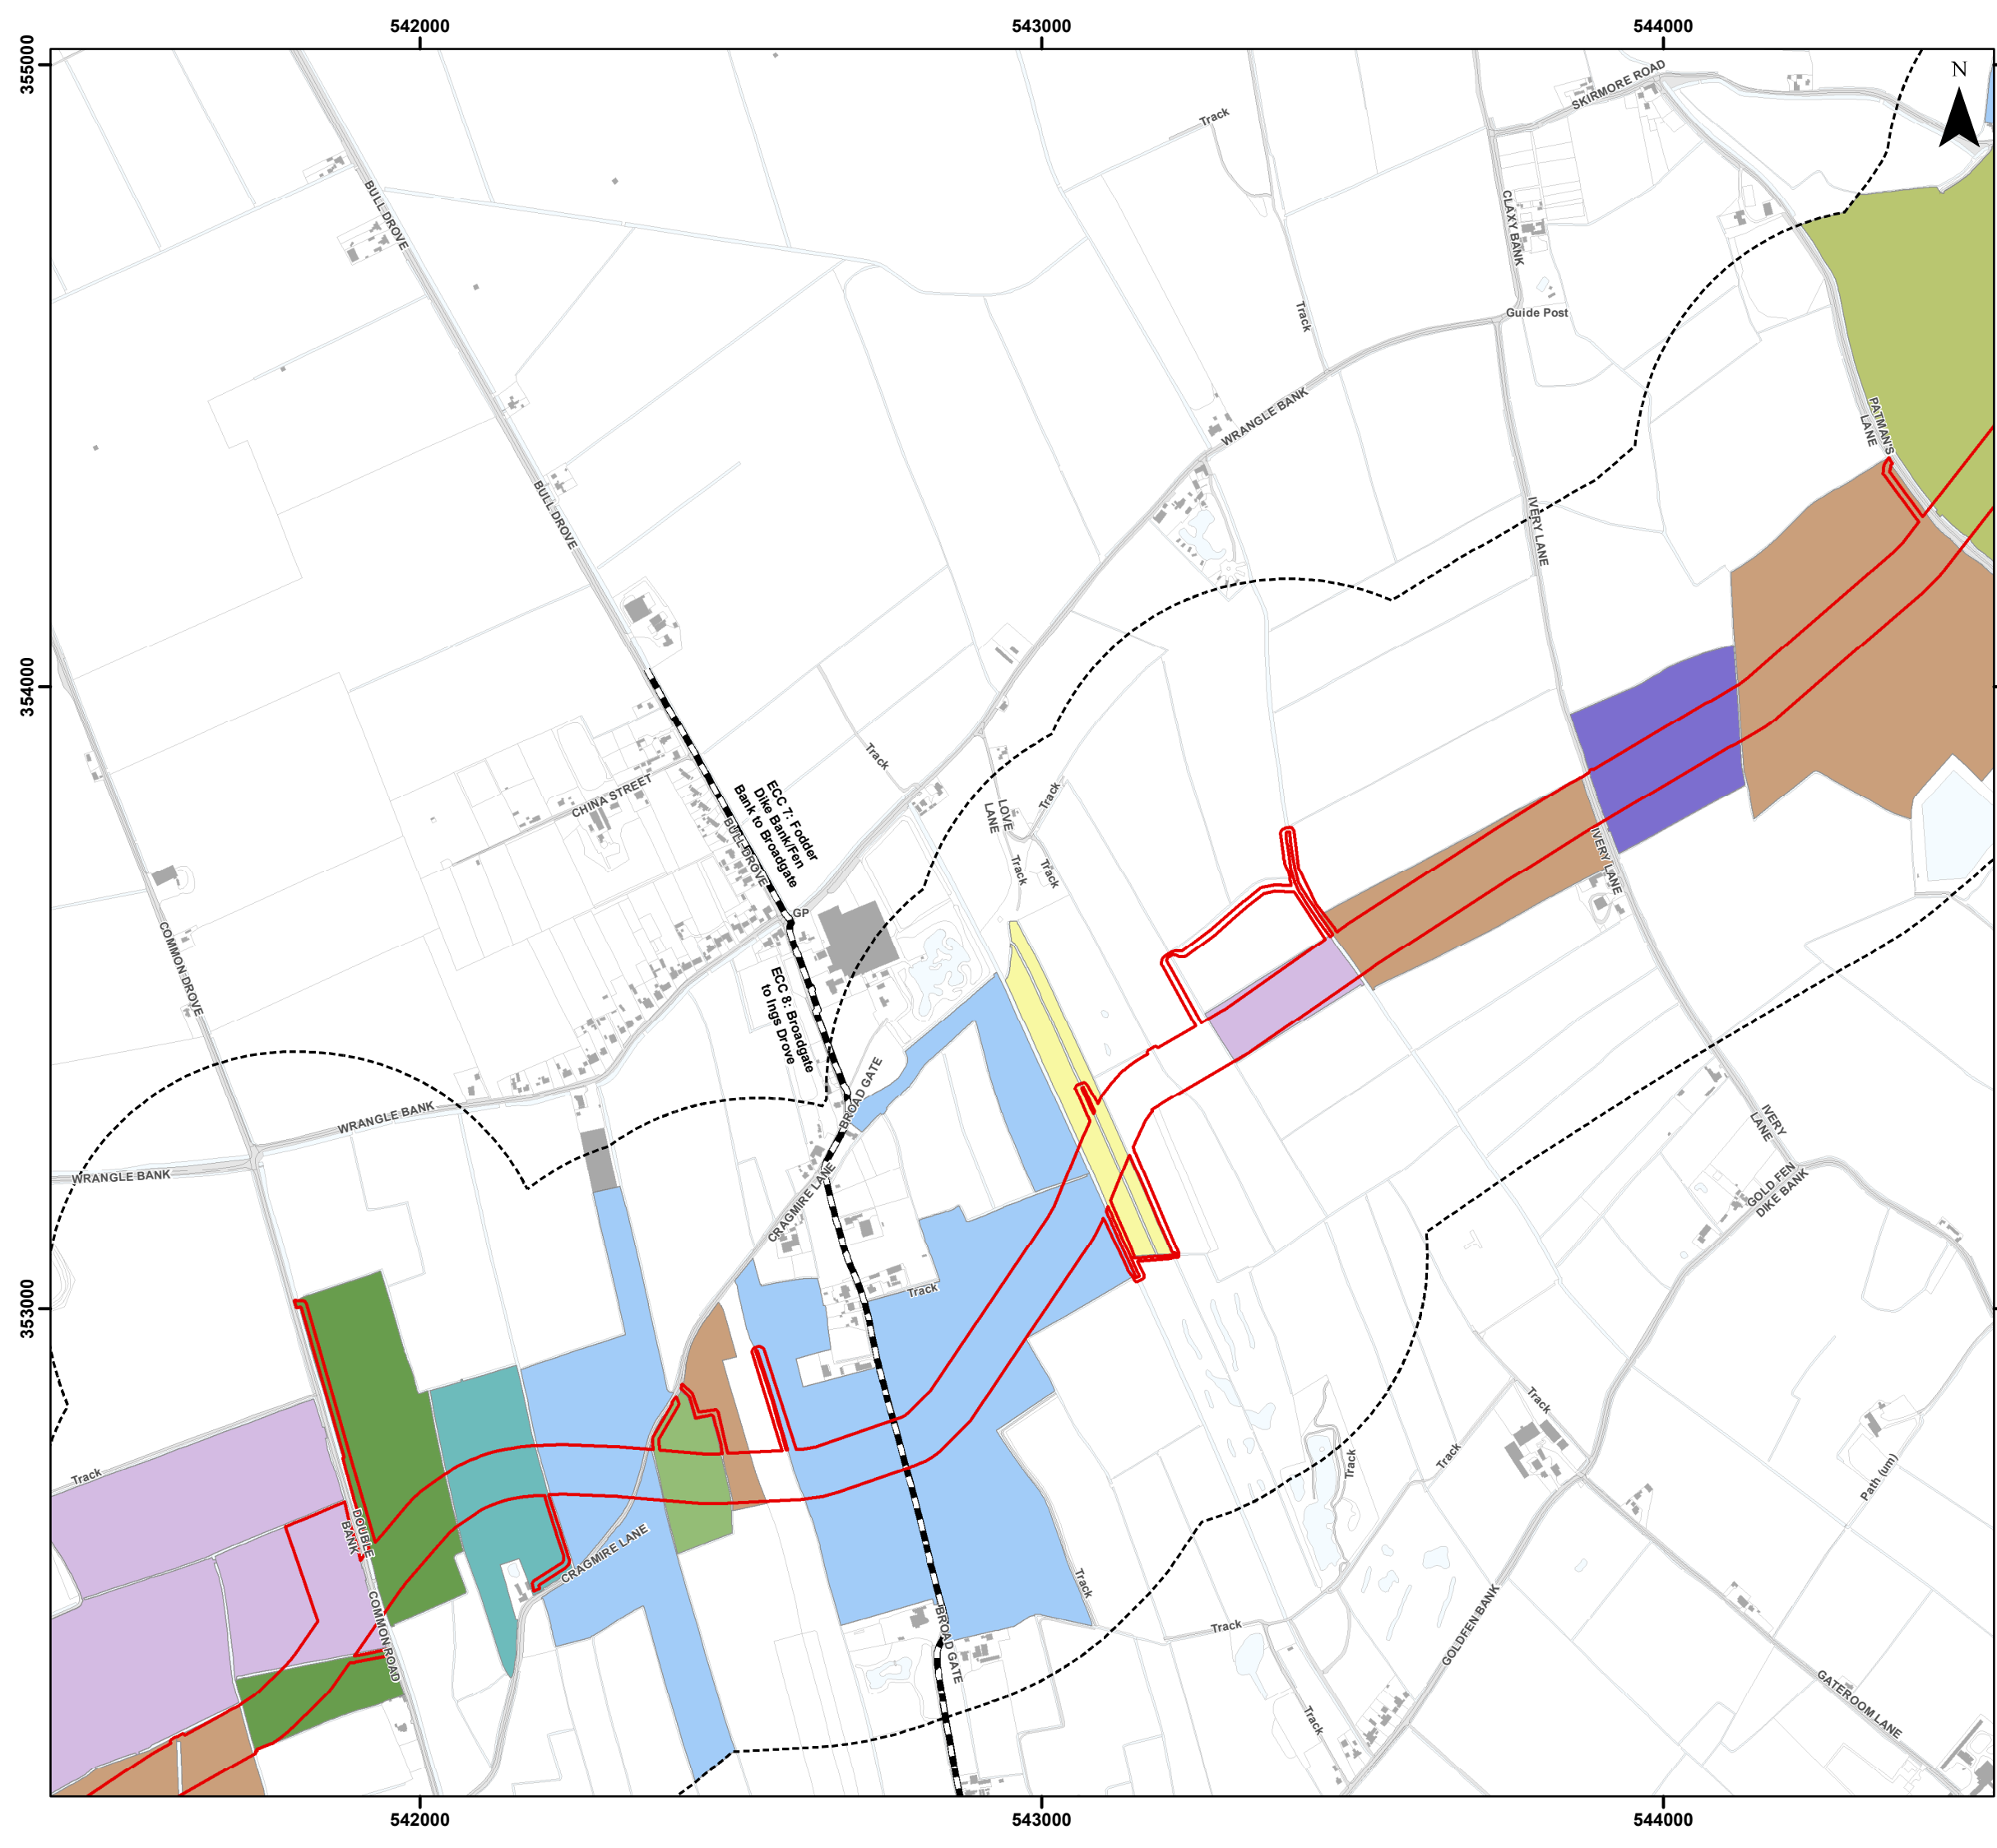 542000
543000
544000
355000
N
SKIRMORE ROAD
Track
BULL DROVE
CLAXY BANK
Track
Guide Post
WRANGLE BANK
PATMAN'S
LANE
BULL DROVE
IVERY LANE
354000
CHINA STREET
Track
ECC 7: Fodder
Dike Bank/Fen
Bank to Broadgate
BULL DROVE
LOVE
LANE
Track
Track
Track
IVERY LANE
GP
COMMON DROVE
ECC 8: Broadgate
to Ings Drove
BROAD GATE
WRANGLE BANK
WRANGLE BANK
CRAGMIRE LANE
IVERY
LANE
GOLD FEN
DIKE BANK
Track
353000
Track
Track
Track
Track
Path (um)
DOUBLE
BANK
CRAGMIRE LANE
COMMON ROAD
Track
Track
BROAD GATE
GOLDFEN BANK
GATEROOM LANE
Track
542000
543000
544000